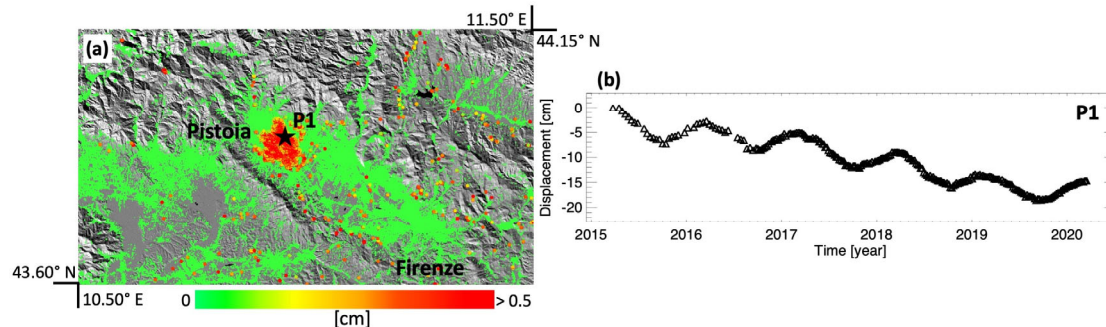 11.50° E
44.15° N
(a)
P1
Pistoia
Firenze
43.60° N
10.50° E
0
> 0.5
[cm]
(b)
P1
Displacement [cm]
0
-5
-10
-15
-20
2015 2016 2017 2018 2019 2020
Time [year]